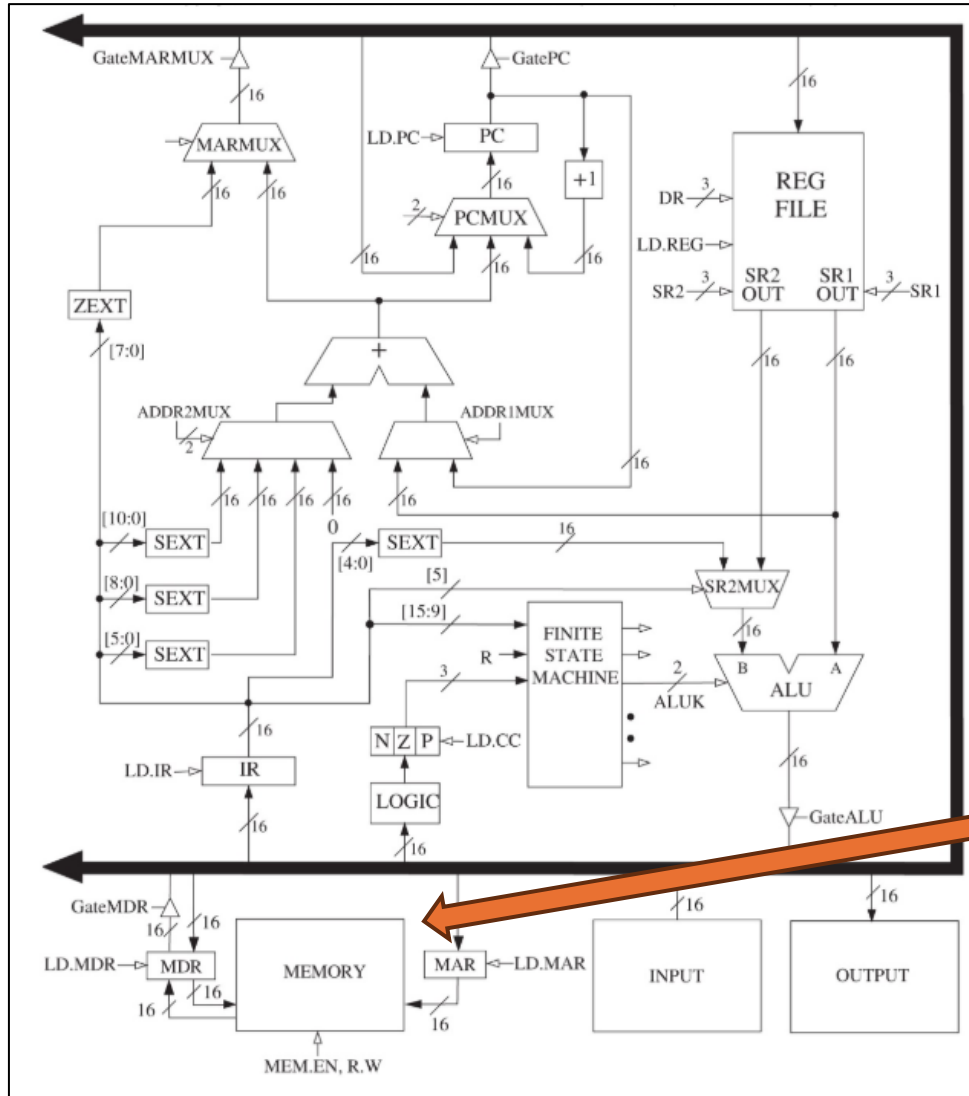 GateMARMUX
GatePC
16
16
MARMUX
LD.PC
PC
+1
16
REG
FILE
DR
3
LD.REG
SR2
3
SR2
OUT
SR1
OUT
3
SR1
16
16
2
PCMUX
16
16
16
16
ZEXT
[7:0]
+
16
16
ADDR2MUX
2
ADDR1MUX
16
16
16
16
16
16
0
[10:0]
SEXT
[4:0]
SEXT
16
[8:0]
SEXT
[5]
SR2MUX
[15:9]
[5:0]
SEXT
FINITE
STATE
MACHINE
R
3
16
B
A
ALU
2
ALUK
16
N Z P
LD.CC
LD.IR
IR
LOGIC
16
16
16
GateALU
GateMDR
16
16
16
16
LD.MDR
MDR
16
16
MEMORY
MAR
LD.MAR
16
INPUT
OUTPUT
MEM.EN, R.W